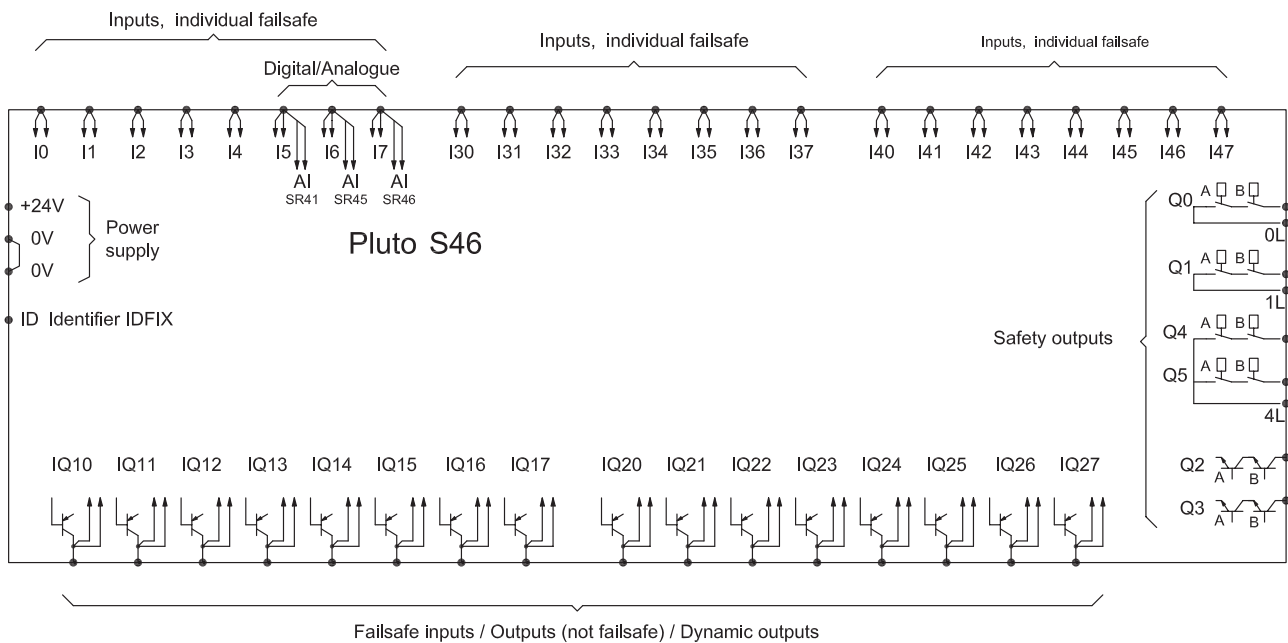 Inputs, individual failsafe
Inputs, individual failsafe
Inputs, individual failsafe
Digital/Analogue
I0 I1 I2 I3 I4 I5 I6 I7 I30 I31 I32 I33 I34 I35 I36 I37 I40 I41 I42 I43 I44 I45 I46 I47
AI AI AI
SR41 SR45 SR46
+24V
0V
0V
Power
supply
Pluto S46
ID Identifier IDFIX
Safety outputs
Q0 A B
0L
Q1 A B
1L
Q4 A B
Q5 A B
4L
Q2 A B
Q3 A B
IQ10 IQ11 IQ12 IQ13 IQ14 IQ15 IQ16 IQ17 IQ20 IQ21 IQ22 IQ23 IQ24 IQ25 IQ26 IQ27
Failsafe inputs / Outputs (not failsafe) / Dynamic outputs